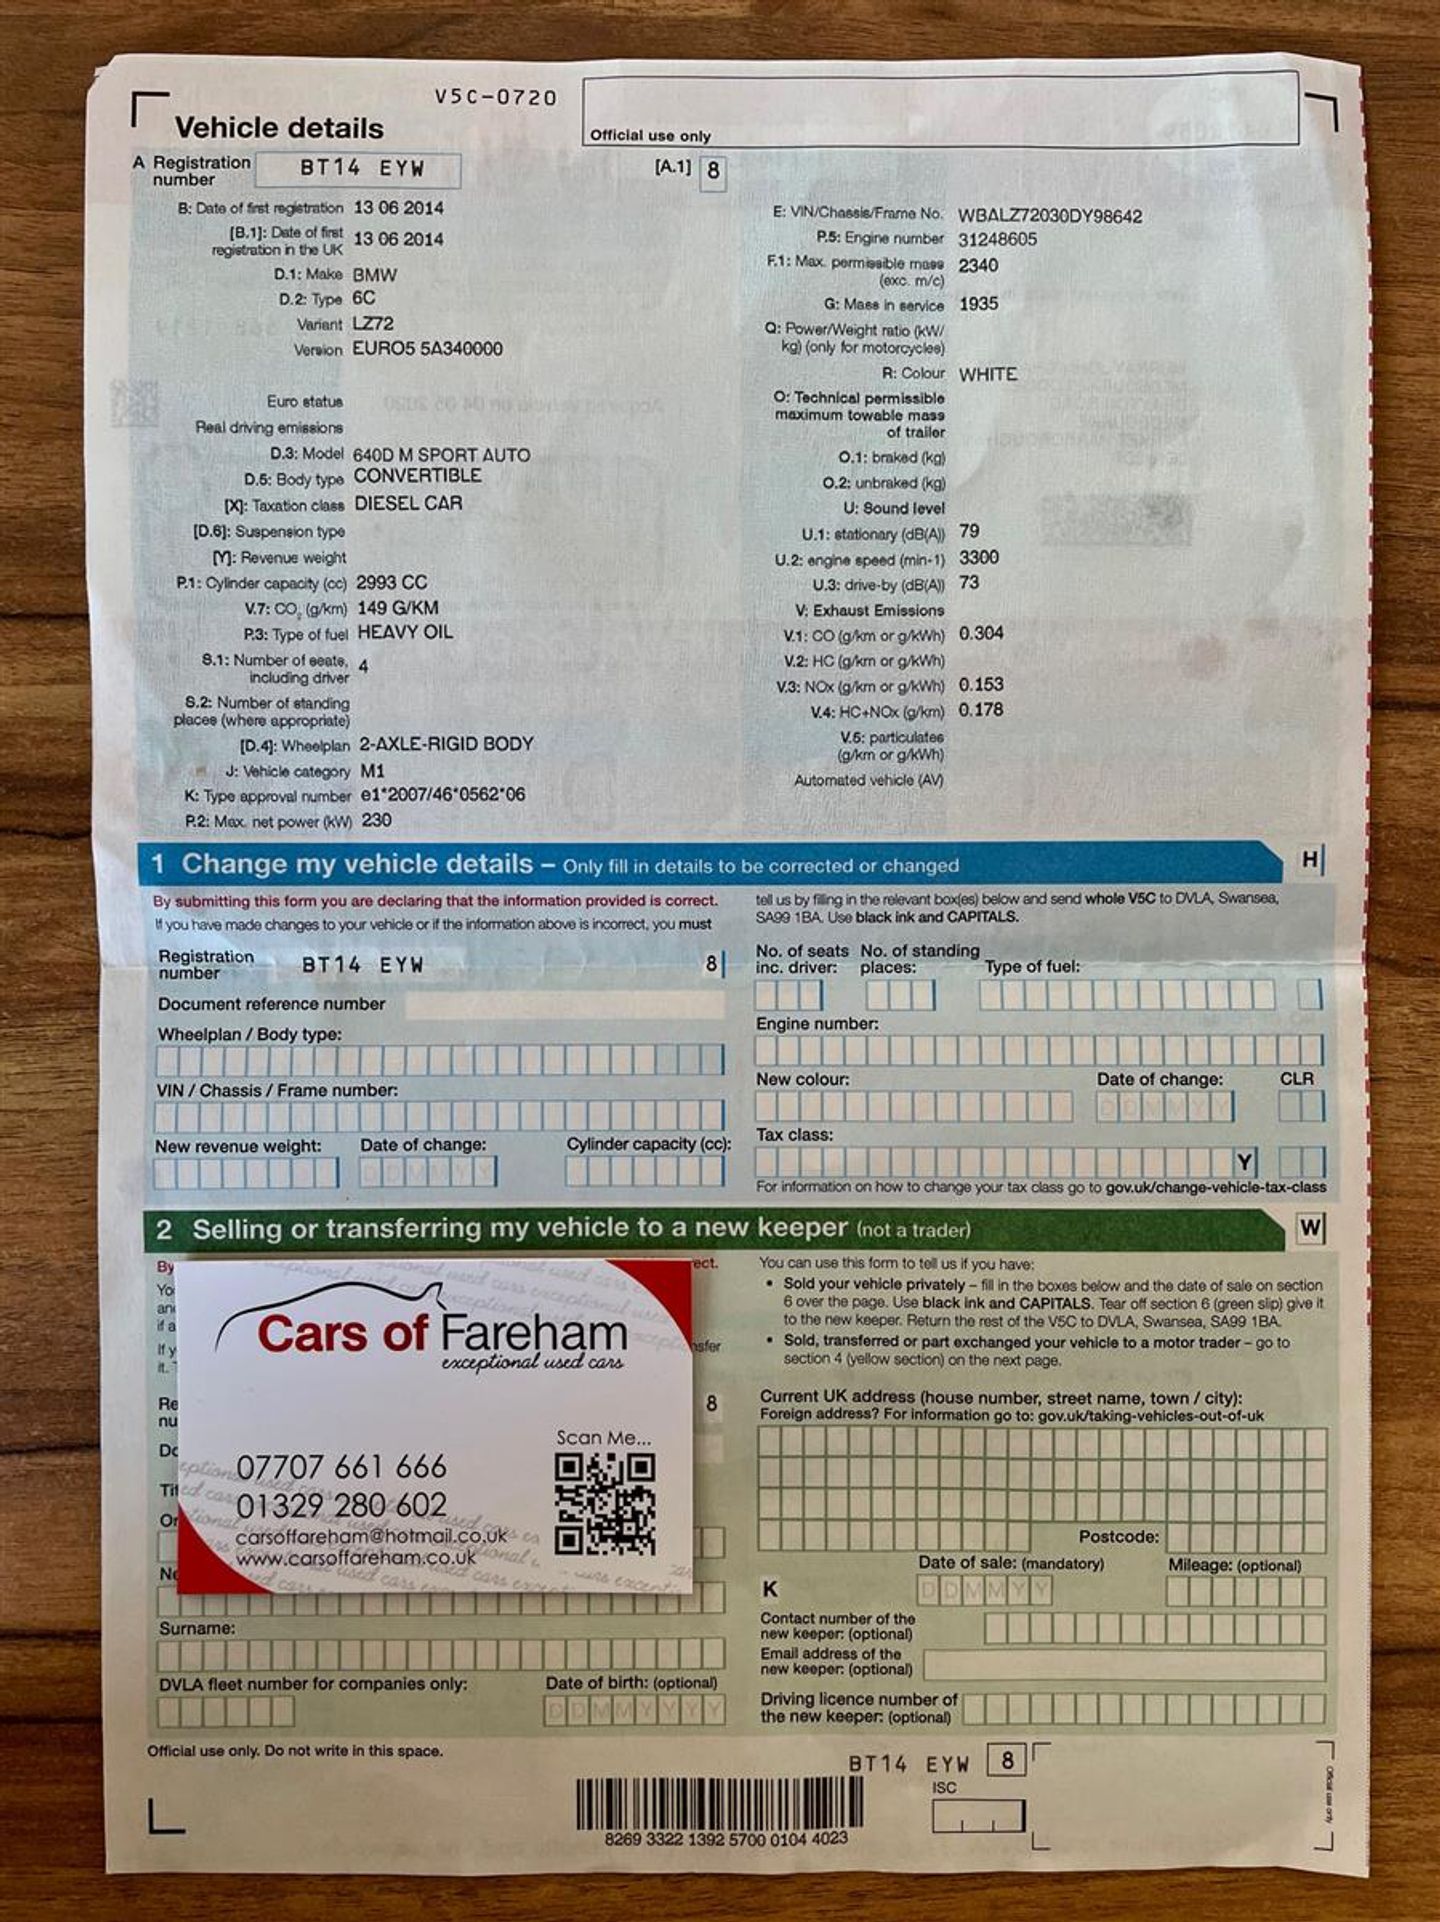 V5C-0720
Vehicle details
Official use only
A Registration number BT14 EYW
[A.1] 8
B: Date of first registration 13 06 2014
[B.1]: Date of first registration in the UK 13 06 2014
D.1: Make BMW
D.2: Type 6C
Variant LZ72
Version EURO5 5A340000
Euro status
Real driving emissions
D.3: Model 640D M SPORT AUTO
D.5: Body type CONVERTIBLE
[X]: Taxation class DIESEL CAR
[D.6]: Suspension type
[Y]: Revenue weight
P.1: Cylinder capacity (cc) 2993 CC
V.7: CO2 (g/km) 149 G/KM
P.3: Type of fuel HEAVY OIL
S.1: Number of seats, including driver 4
S.2: Number of standing places (where appropriate)
[D.4]: Wheelplan 2-AXLE-RIGID BODY
J: Vehicle category M1
K: Type approval number e1*2007/46*0562*06
P.2: Max. net power (kW) 230
E: VIN/Chassis/Frame No. WBALZ72030DY98642
P.5: Engine number 31248605
F.1: Max. permissible mass (exc. m/c) 2340
G: Mass in service 1935
Q: Power/Weight ratio (kW/kg) (only for motorcycles)
R: Colour WHITE
O: Technical permissible maximum towable mass of trailer
O.1: braked (kg)
O.2: unbraked (kg)
U: Sound level
U.1: stationary (dB(A)) 79
U.2: engine speed (min-1) 3300
U.3: drive-by (dB(A)) 73
V: Exhaust Emissions
V.1: CO (g/km or g/kWh) 0.304
V.2: HC (g/km or g/kWh)
V.3: NOx (g/km or g/kWh) 0.153
V.4: HC+NOx (g/km) 0.178
V.5: particulates (g/km or g/kWh)
Automated vehicle (AV)
1 Change my vehicle details – Only fill in details to be corrected or changed
H
By submitting this form you are declaring that the information provided is correct.
If you have made changes to your vehicle or if the information above is incorrect, you must
tell us by filling in the relevant box(es) below and send whole V5C to DVLA, Swansea,
SA99 1BA. Use black ink and CAPITALS.
Registration number BT14 EYW 8
Document reference number
Wheelplan / Body type:
VIN / Chassis / Frame number:
New revenue weight: Date of change: Cylinder capacity (cc):
DDMMYY
No. of seats inc. driver: No. of standing places: Type of fuel:
Engine number:
New colour: Date of change: CLR
DDMMYY
Tax class:
Y
For information on how to change your tax class go to gov.uk/change-vehicle-tax-class
2 Selling or transferring my vehicle to a new keeper (not a trader)
W
Cars of Fareham
exceptional used cars
Scan Me...
07707 661 666
01329 280 602
carsoffareham@hotmail.co.uk
www.carsoffareham.co.uk
8
Surname:
DVLA fleet number for companies only: Date of birth: (optional)
DDMMYYYY
You can use this form to tell us if you have:
• Sold your vehicle privately – fill in the boxes below and the date of sale on section
6 over the page. Use black ink and CAPITALS. Tear off section 6 (green slip) give it
to the new keeper. Return the rest of the V5C to DVLA, Swansea, SA99 1BA.
• Sold, transferred or part exchanged your vehicle to a motor trader – go to
section 4 (yellow section) on the next page.
Current UK address (house number, street name, town / city):
Foreign address? For information go to: gov.uk/taking-vehicles-out-of-uk
Postcode:
Date of sale: (mandatory) Mileage: (optional)
K DDMMYY
Contact number of the new keeper: (optional)
Email address of the new keeper: (optional)
Driving licence number of the new keeper: (optional)
Official use only. Do not write in this space.
BT14 EYW 8
ISC
8269 3322 1392 5700 0104 4023
Official use only